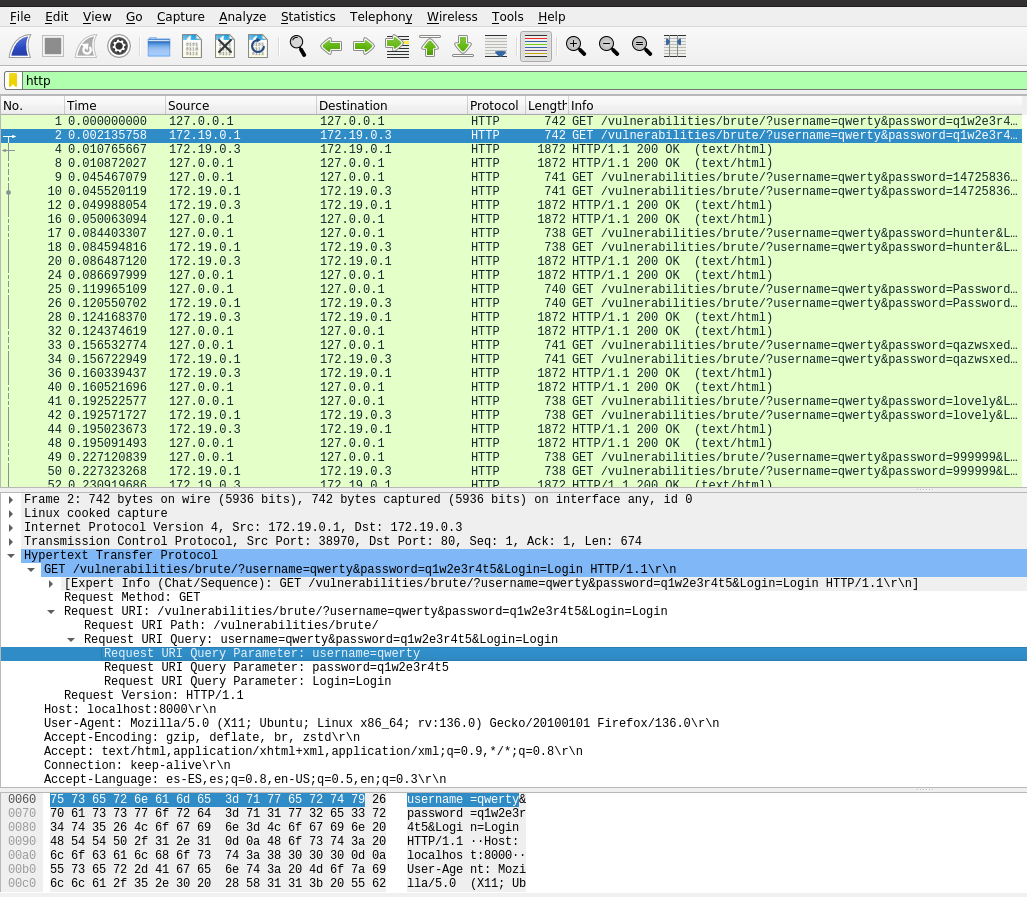 File Edit View Go Capture Analyze Statistics Telephony Wireless Tools Help
http
No. Time Source Destination Protocol Length Info
1 0.000000000 127.0.0.1 127.0.0.1 HTTP 742 GET /vulnerabilities/brute/?username=qwerty&password=q1w2e3r4…
2 0.002135758 172.19.0.1 172.19.0.3 HTTP 742 GET /vulnerabilities/brute/?username=qwerty&password=q1w2e3r4…
4 0.010765667 172.19.0.3 172.19.0.1 HTTP 1872 HTTP/1.1 200 OK (text/html)
8 0.010872027 127.0.0.1 127.0.0.1 HTTP 1872 HTTP/1.1 200 OK (text/html)
9 0.045467079 127.0.0.1 127.0.0.1 HTTP 741 GET /vulnerabilities/brute/?username=qwerty&password=14725836…
10 0.045520119 172.19.0.1 172.19.0.3 HTTP 741 GET /vulnerabilities/brute/?username=qwerty&password=14725836…
12 0.049988054 172.19.0.3 172.19.0.1 HTTP 1872 HTTP/1.1 200 OK (text/html)
16 0.050063094 127.0.0.1 127.0.0.1 HTTP 1872 HTTP/1.1 200 OK (text/html)
17 0.084403307 127.0.0.1 127.0.0.1 HTTP 738 GET /vulnerabilities/brute/?username=qwerty&password=hunter&L…
18 0.084594816 172.19.0.1 172.19.0.3 HTTP 738 GET /vulnerabilities/brute/?username=qwerty&password=hunter&L…
20 0.086487120 172.19.0.3 172.19.0.1 HTTP 1872 HTTP/1.1 200 OK (text/html)
24 0.086697999 127.0.0.1 127.0.0.1 HTTP 1872 HTTP/1.1 200 OK (text/html)
25 0.119965109 127.0.0.1 127.0.0.1 HTTP 740 GET /vulnerabilities/brute/?username=qwerty&password=Password…
26 0.120550702 172.19.0.1 172.19.0.3 HTTP 740 GET /vulnerabilities/brute/?username=qwerty&password=Password…
28 0.124168370 172.19.0.3 172.19.0.1 HTTP 1872 HTTP/1.1 200 OK (text/html)
32 0.124374619 127.0.0.1 127.0.0.1 HTTP 1872 HTTP/1.1 200 OK (text/html)
33 0.156532774 127.0.0.1 127.0.0.1 HTTP 741 GET /vulnerabilities/brute/?username=qwerty&password=qazwsxed…
34 0.156722949 172.19.0.1 172.19.0.3 HTTP 741 GET /vulnerabilities/brute/?username=qwerty&password=qazwsxed…
36 0.160339437 172.19.0.3 172.19.0.1 HTTP 1872 HTTP/1.1 200 OK (text/html)
40 0.160521696 127.0.0.1 127.0.0.1 HTTP 1872 HTTP/1.1 200 OK (text/html)
41 0.192522577 127.0.0.1 127.0.0.1 HTTP 738 GET /vulnerabilities/brute/?username=qwerty&password=lovely&L…
42 0.192571727 172.19.0.1 172.19.0.3 HTTP 738 GET /vulnerabilities/brute/?username=qwerty&password=lovely&L…
44 0.195023673 172.19.0.3 172.19.0.1 HTTP 1872 HTTP/1.1 200 OK (text/html)
48 0.195091493 127.0.0.1 127.0.0.1 HTTP 1872 HTTP/1.1 200 OK (text/html)
49 0.227120839 127.0.0.1 127.0.0.1 HTTP 738 GET /vulnerabilities/brute/?username=qwerty&password=999999&L…
50 0.227323268 172.19.0.1 172.19.0.3 HTTP 738 GET /vulnerabilities/brute/?username=qwerty&password=999999&L…
52 0.230919686 172.19.0.3 172.19.0.1 HTTP 1872 HTTP/1.1 200 OK (text/html)
Frame 2: 742 bytes on wire (5936 bits), 742 bytes captured (5936 bits) on interface any, id 0
Linux cooked capture
Internet Protocol Version 4, Src: 172.19.0.1, Dst: 172.19.0.3
Transmission Control Protocol, Src Port: 38970, Dst Port: 80, Seq: 1, Ack: 1, Len: 674
Hypertext Transfer Protocol
GET /vulnerabilities/brute/?username=qwerty&password=q1w2e3r4t5&Login=Login HTTP/1.1\r\n
[Expert Info (Chat/Sequence): GET /vulnerabilities/brute/?username=qwerty&password=q1w2e3r4t5&Login=Login HTTP/1.1\r\n]
Request Method: GET
Request URI: /vulnerabilities/brute/?username=qwerty&password=q1w2e3r4t5&Login=Login
Request URI Path: /vulnerabilities/brute/
Request URI Query: username=qwerty&password=q1w2e3r4t5&Login=Login
Request URI Query Parameter: username=qwerty
Request URI Query Parameter: password=q1w2e3r4t5
Request URI Query Parameter: Login=Login
Request Version: HTTP/1.1
Host: localhost:8000\r\n
User-Agent: Mozilla/5.0 (X11; Ubuntu; Linux x86_64; rv:136.0) Gecko/20100101 Firefox/136.0\r\n
Accept-Encoding: gzip, deflate, br, zstd\r\n
Accept: text/html,application/xhtml+xml,application/xml;q=0.9,*/*;q=0.8\r\n
Connection: keep-alive\r\n
Accept-Language: es-ES,es;q=0.8,en-US;q=0.5,en;q=0.3\r\n
0060 75 73 65 72 6e 61 6d 65 3d 71 77 65 72 74 79 26 username =qwerty&
0070 70 61 73 73 77 6f 72 64 3d 71 31 77 32 65 33 72 password =q1w2e3r
0080 34 74 35 26 4c 6f 67 69 6e 3d 4c 6f 67 69 6e 20 4t5&Logi n=Login
0090 48 54 54 50 2f 31 2e 31 0d 0a 48 6f 73 74 3a 20 HTTP/1.1 ··Host:
00a0 6c 6f 63 61 6c 68 6f 73 74 3a 38 30 30 30 0d 0a localhos t:8000··
00b0 55 73 65 72 2d 41 67 65 6e 74 3a 20 4d 6f 7a 69 User-Age nt: Mozi
00c0 6c 6c 61 2f 35 2e 30 20 28 58 31 31 3b 20 55 62 lla/5.0 (X11; Ub